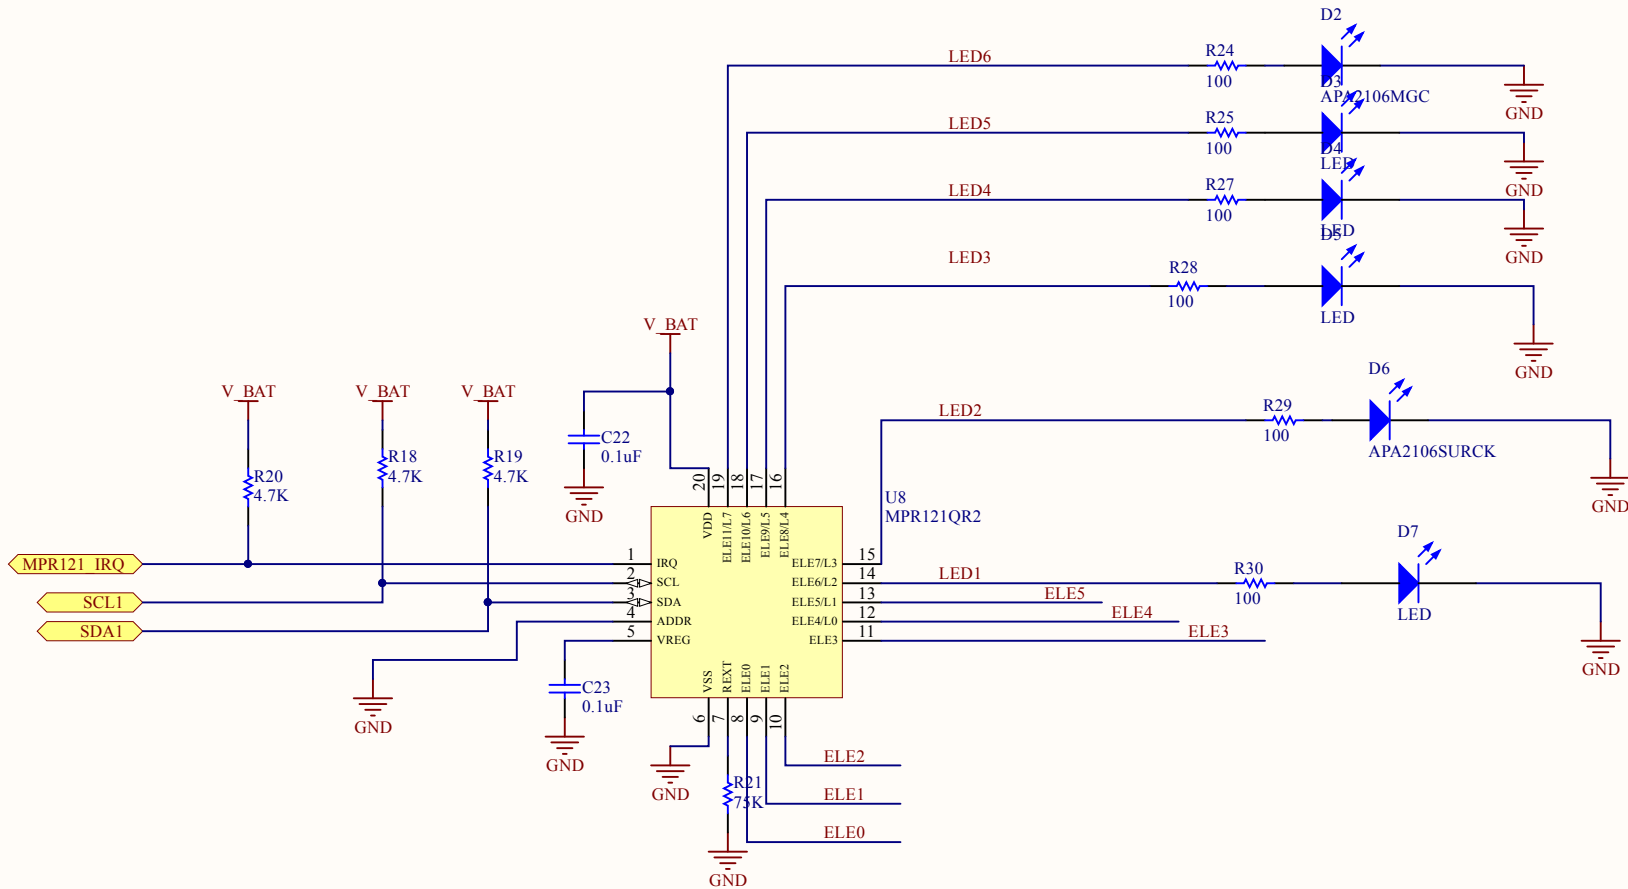 D2
LED6
R24
100
D3
APA2106MGC
GND
LED5
R25
100
D4
LED
GND
LED4
R27
100
LED
D5
GND
LED3
R28
100
LED
GND
V_BAT
V_BAT
V_BAT
V_BAT
D6
LED2
R29
100
APA2106SURCK
GND
C22
0.1uF
GND
R20
4.7K
R18
4.7K
R19
4.7K
20
19
18
17
16
U8
MPR121QR2
VDD
ELE11/L7
ELE10/L6
ELE9/L5
ELE8/L4
MPR121_IRQ
SCL1
SDA1
1
2
3
4
5
IRQ
SCL
SDA
ADDR
VREG
ELE7/L3
ELE6/L2
ELE5/L1
ELE4/L0
ELE3
15
14
13
12
11
LED1
ELE5
ELE4
ELE3
R30
100
D7
LED
GND
GND
C23
0.1uF
GND
VSS
REXT
ELE0
ELE1
ELE2
6
7
8
9
10
GND
R21
75K
GND
ELE2
ELE1
ELE0